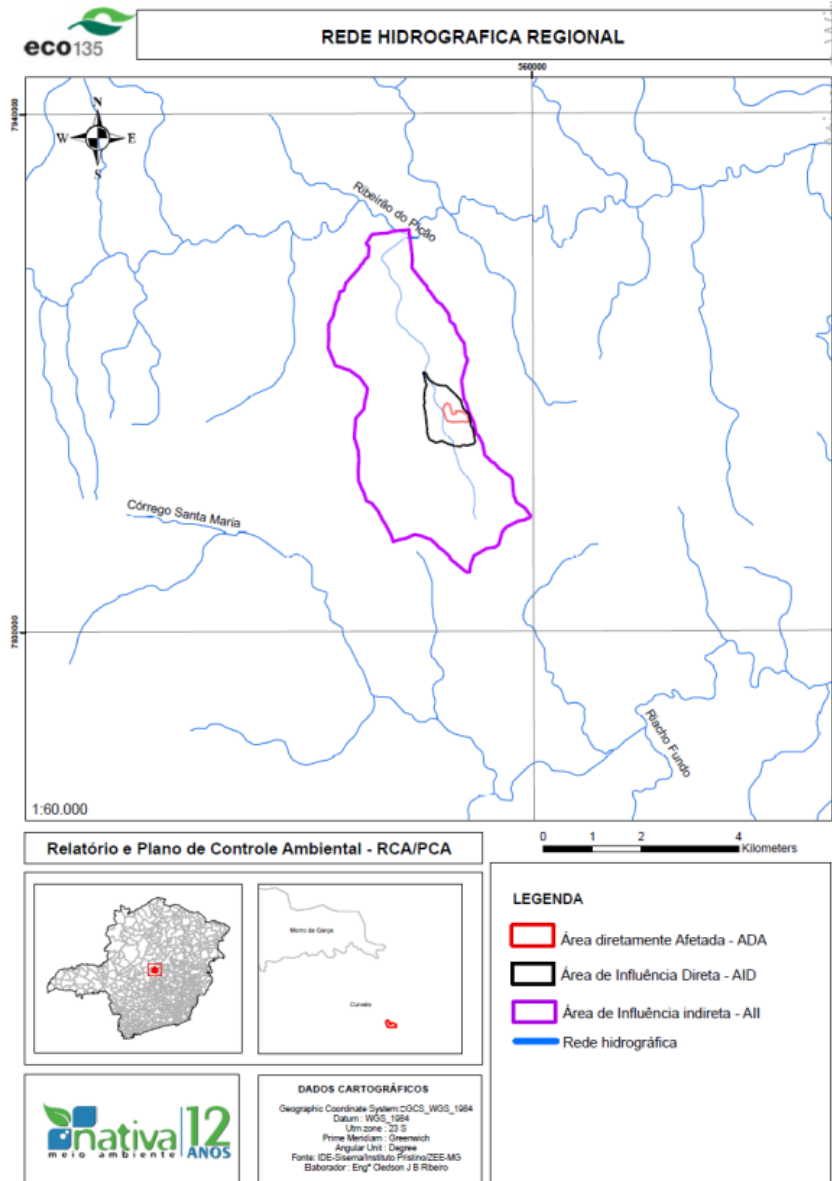 eco135
REDE HIDROGRAFICA REGIONAL
560000
7940000
N
W E
S
Ribeirão do Picão
Córrego Santa Maria
7930000
Riacho Fundo
1:60.000
Relatório e Plano de Controle Ambiental - RCA/PCA
0 1 2 4
Kilometers
Morro da Garça
Curvelo
LEGENDA
Área diretamente Afetada - ADA
Área de Influência Direta - AID
Área de Influência indireta - AII
Rede hidrográfica
nativa 12
meio ambiente ANOS
DADOS CARTOGRÁFICOS
Geographic Coordinate System: GCS_WGS_1984
Datum : WGS_1984
Utm zone : 23 S
Prime Meridiam : Greenwich
Angular Unit : Degree
Fonte: IDE-Sisema/Instituto Pristino/ZEE-MG
Elaborador : Engº Cledson J B Ribeiro